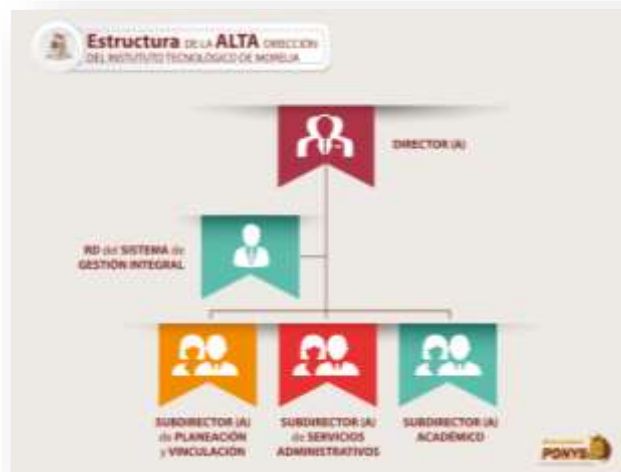 Estructura DE LA ALTA DIRECCIÓN
DEL INSTITUTO TECNOLÓGICO DE MORELIA
DIRECTOR (A)
RD del SISTEMA de
GESTIÓN INTEGRAL
SUBDIRECTOR (A)
de PLANEACIÓN
y VINCULACIÓN
SUBDIRECTOR (A)
de SERVICIOS
ADMINISTRATIVOS
SUBDIRECTOR (A)
ACADÉMICO
PONYS